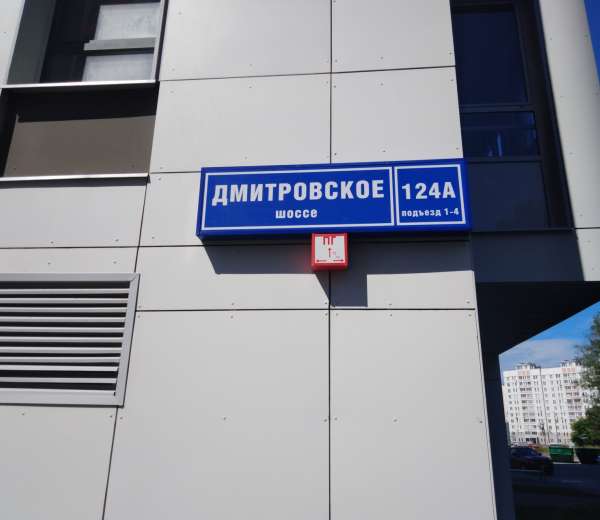 ДМИТРОВСКОЕ
шоссе
124А
подъезд 1-4
ПГ